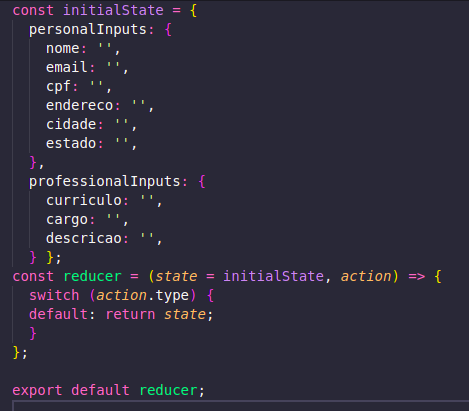 const initialState = {
  personalInputs: {
    nome: '',
    email: '',
    cpf: '',
    endereco: '',
    cidade: '',
    estado: '',
  },
  professionalInputs: {
    curriculo: '',
    cargo: '',
    descricao: '',
  } };
const reducer = (state = initialState, action) => {
  switch (action.type) {
  default: return state;
  }
};

export default reducer;